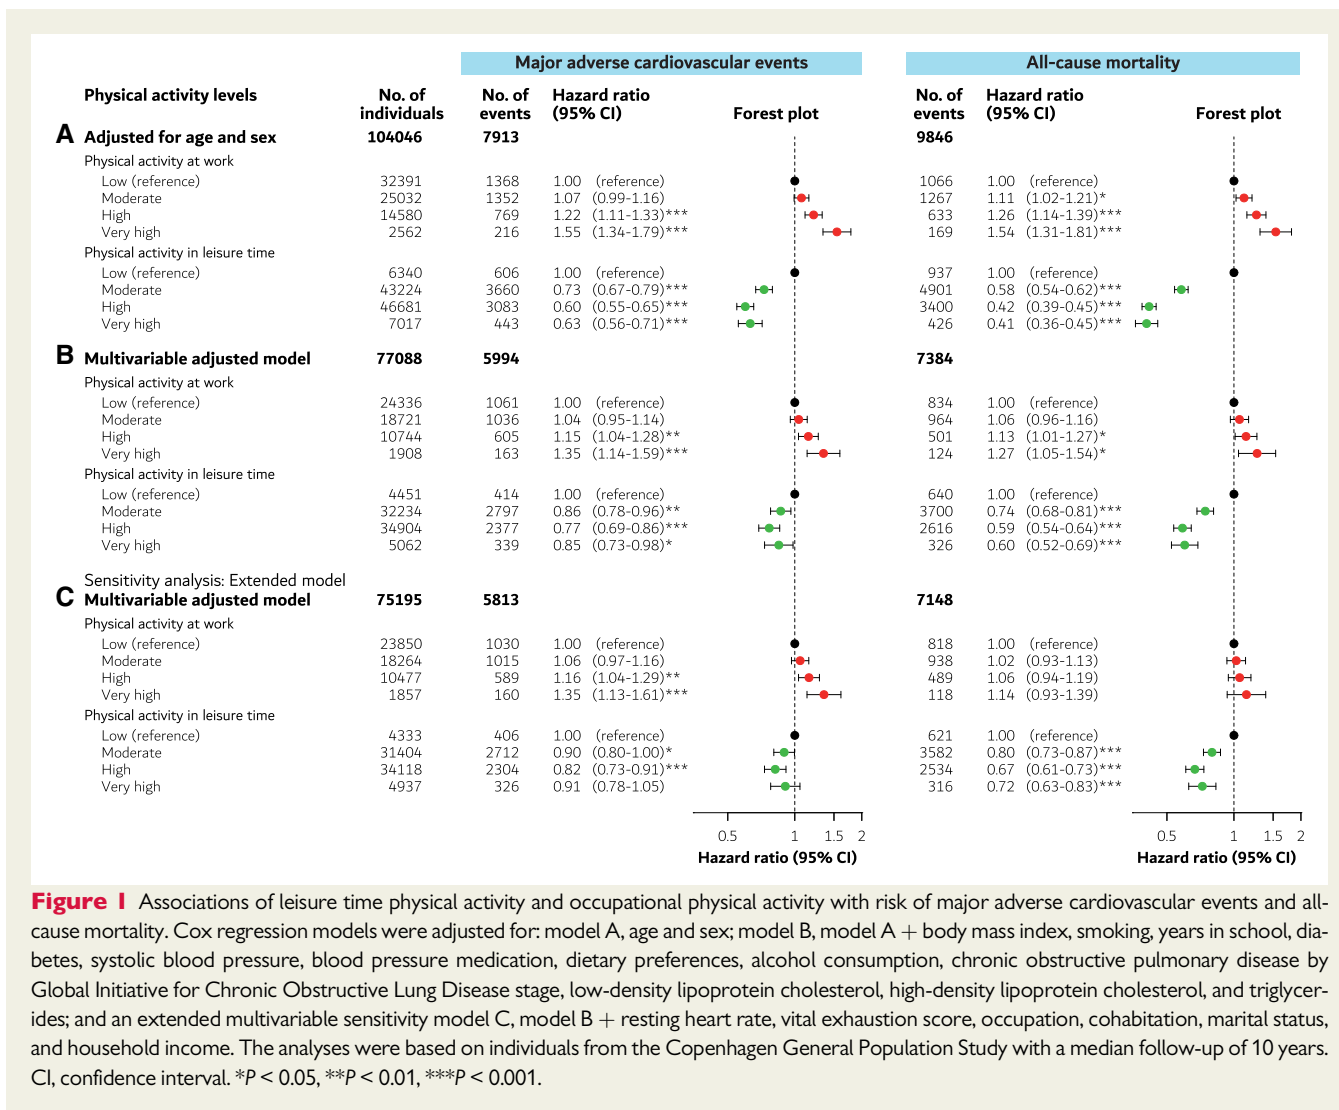 Major adverse cardiovascular events All-cause mortality
Physical activity levels No. of individuals No. of events Hazard ratio (95% CI) Forest plot No. of events Hazard ratio (95% CI) Forest plot
A Adjusted for age and sex 104046 7913 9846
Physical activity at work
Low (reference) 32391 1368 1.00 (reference) 1066 1.00 (reference)
Moderate 25032 1352 1.07 (0.99-1.16) 1267 1.11 (1.02-1.21)*
High 14580 769 1.22 (1.11-1.33)*** 633 1.26 (1.14-1.39)***
Very high 2562 216 1.55 (1.34-1.79)*** 169 1.54 (1.31-1.81)***
Physical activity in leisure time
Low (reference) 6340 606 1.00 (reference) 937 1.00 (reference)
Moderate 43224 3660 0.73 (0.67-0.79)*** 4901 0.58 (0.54-0.62)***
High 46681 3083 0.60 (0.55-0.65)*** 3400 0.42 (0.39-0.45)***
Very high 7017 443 0.63 (0.56-0.71)*** 426 0.41 (0.36-0.45)***
B Multivariable adjusted model 77088 5994 7384
Physical activity at work
Low (reference) 24336 1061 1.00 (reference) 834 1.00 (reference)
Moderate 18721 1036 1.04 (0.95-1.14) 964 1.06 (0.96-1.16)
High 10744 605 1.15 (1.04-1.28)** 501 1.13 (1.01-1.27)*
Very high 1908 163 1.35 (1.14-1.59)*** 124 1.27 (1.05-1.54)*
Physical activity in leisure time
Low (reference) 4451 414 1.00 (reference) 640 1.00 (reference)
Moderate 32234 2797 0.86 (0.78-0.96)** 3700 0.74 (0.68-0.81)***
High 34904 2377 0.77 (0.69-0.86)*** 2616 0.59 (0.54-0.64)***
Very high 5062 339 0.85 (0.73-0.98)* 326 0.60 (0.52-0.69)***
Sensitivity analysis: Extended model
C Multivariable adjusted model 75195 5813 7148
Physical activity at work
Low (reference) 23850 1030 1.00 (reference) 818 1.00 (reference)
Moderate 18264 1015 1.06 (0.97-1.16) 938 1.02 (0.93-1.13)
High 10477 589 1.16 (1.04-1.29)** 489 1.06 (0.94-1.19)
Very high 1857 160 1.35 (1.13-1.61)*** 118 1.14 (0.93-1.39)
Physical activity in leisure time
Low (reference) 4333 406 1.00 (reference) 621 1.00 (reference)
Moderate 31404 2712 0.90 (0.80-1.00)* 3582 0.80 (0.73-0.87)***
High 34118 2304 0.82 (0.73-0.91)*** 2534 0.67 (0.61-0.73)***
Very high 4937 326 0.91 (0.78-1.05) 316 0.72 (0.63-0.83)***
0.5 1 1.5 2 0.5 1 1.5 2
Hazard ratio (95% CI) Hazard ratio (95% CI)
Figure 1 Associations of leisure time physical activity and occupational physical activity with risk of major adverse cardiovascular events and all-
cause mortality. Cox regression models were adjusted for: model A, age and sex; model B, model A + body mass index, smoking, years in school, dia-
betes, systolic blood pressure, blood pressure medication, dietary preferences, alcohol consumption, chronic obstructive pulmonary disease by
Global Initiative for Chronic Obstructive Lung Disease stage, low-density lipoprotein cholesterol, high-density lipoprotein cholesterol, and triglycer-
ides; and an extended multivariable sensitivity model C, model B + resting heart rate, vital exhaustion score, occupation, cohabitation, marital status,
and household income. The analyses were based on individuals from the Copenhagen General Population Study with a median follow-up of 10 years.
CI, confidence interval. *P < 0.05, **P < 0.01, ***P < 0.001.